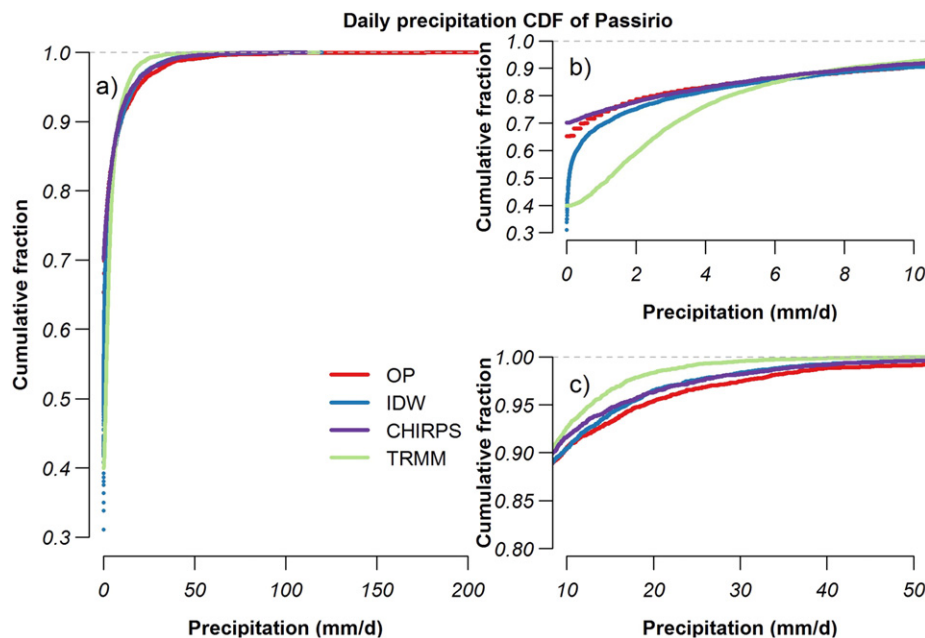 Daily precipitation CDF of Passirio
a)
Cumulative fraction
1.0
0.9
0.8
0.7
0.6
0.5
0.4
0.3
OP
IDW
CHIRPS
TRMM
0 50 100 150 200
Precipitation (mm/d)
b)
Cumulative fraction
1.0
0.9
0.8
0.7
0.6
0.5
0.4
0.3
0 2 4 6 8 10
Precipitation (mm/d)
c)
Cumulative fraction
1.00
0.95
0.90
0.85
0.80
10 20 30 40 50
Precipitation (mm/d)